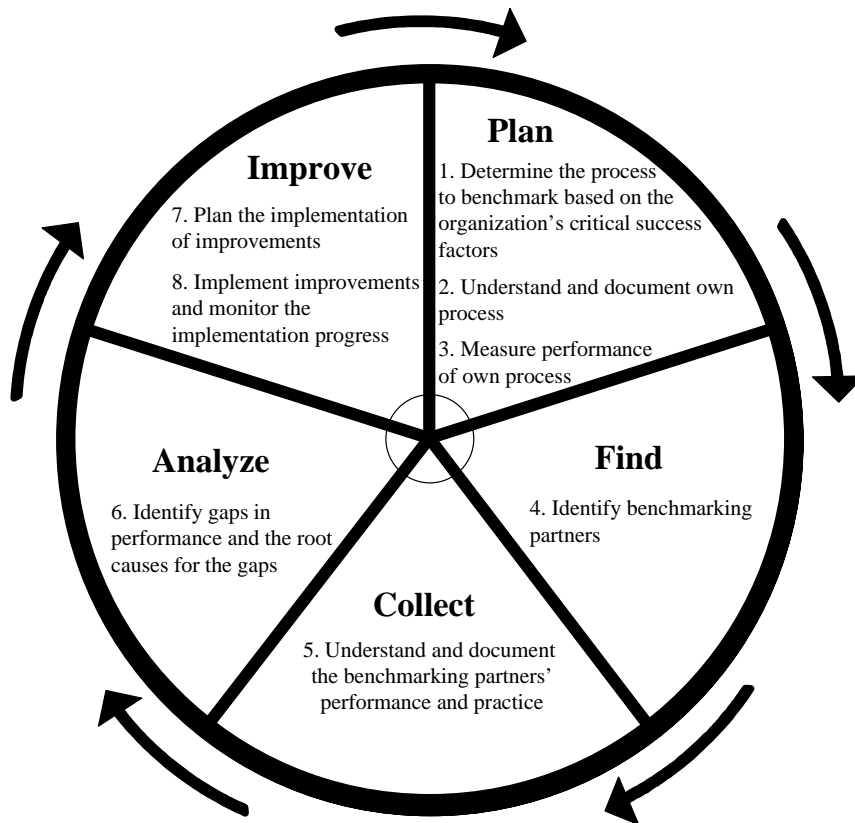 Plan
1. Determine the process
to benchmark based on the
organization’s critical success
factors
2. Understand and document own
process
3. Measure performance
of own process
Find
4. Identify benchmarking
partners
Collect
5. Understand and document
the benchmarking partners’
performance and practice
Analyze
6. Identify gaps in
performance and the root
causes for the gaps
Improve
7. Plan the implementation
of improvements
8. Implement improvements
and monitor the
implementation progress